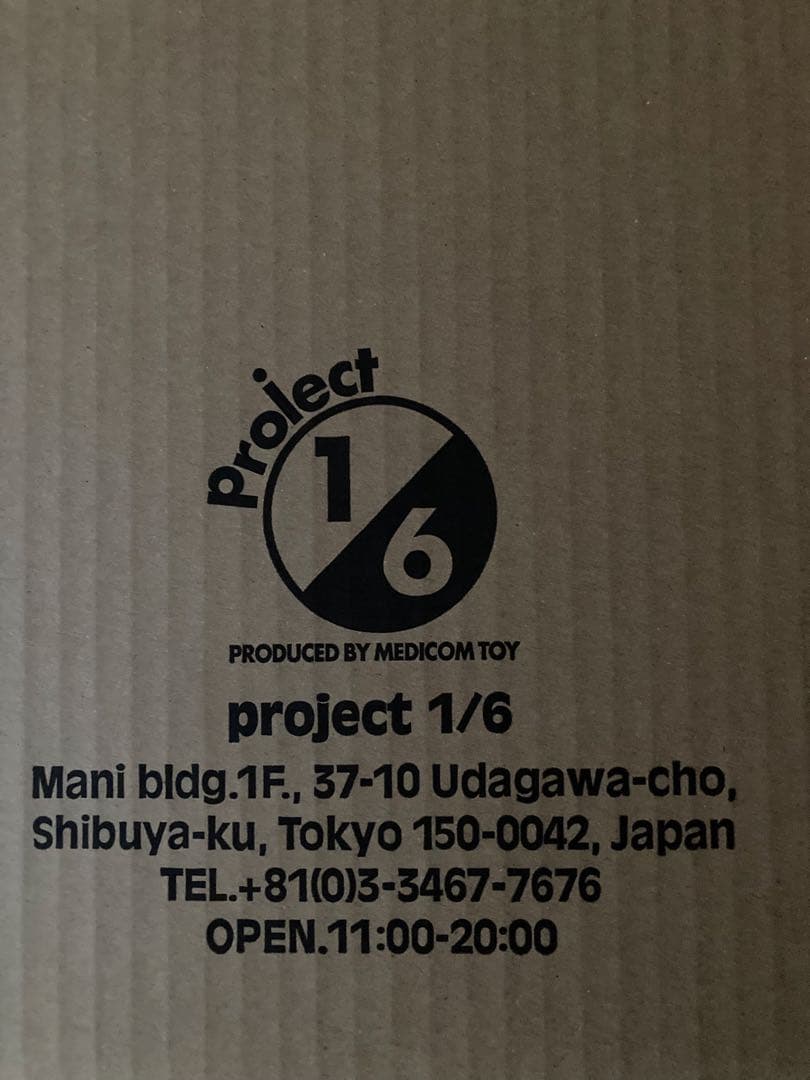 Project
1/6
PRODUCED BY MEDICOM TOY
project 1/6
Mani bldg.1F., 37-10 Udagawa-cho,
Shibuya-ku, Tokyo 150-0042, Japan
TEL.+81(0)3-3467-7676
OPEN.11:00-20:00